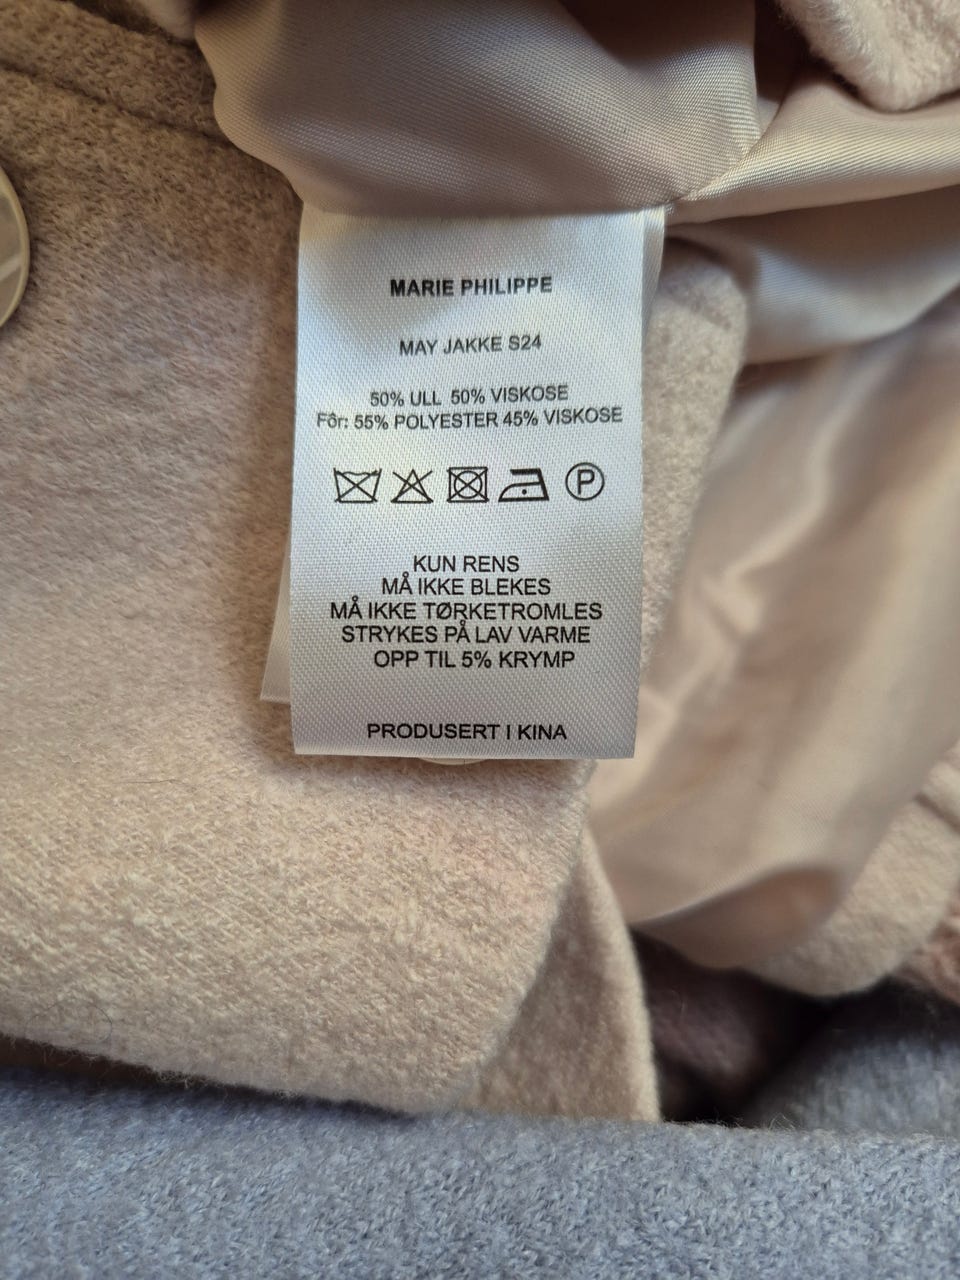 MARIE PHILIPPE
MAY JAKKE S24
50% ULL 50% VISKOSE
Fôr: 55% POLYESTER 45% VISKOSE
P
KUN RENS
MÅ IKKE BLEKES
MÅ IKKE TØRKETROMLES
STRYKES PÅ LAV VARME
OPP TIL 5% KRYMP
PRODUSERT I KINA